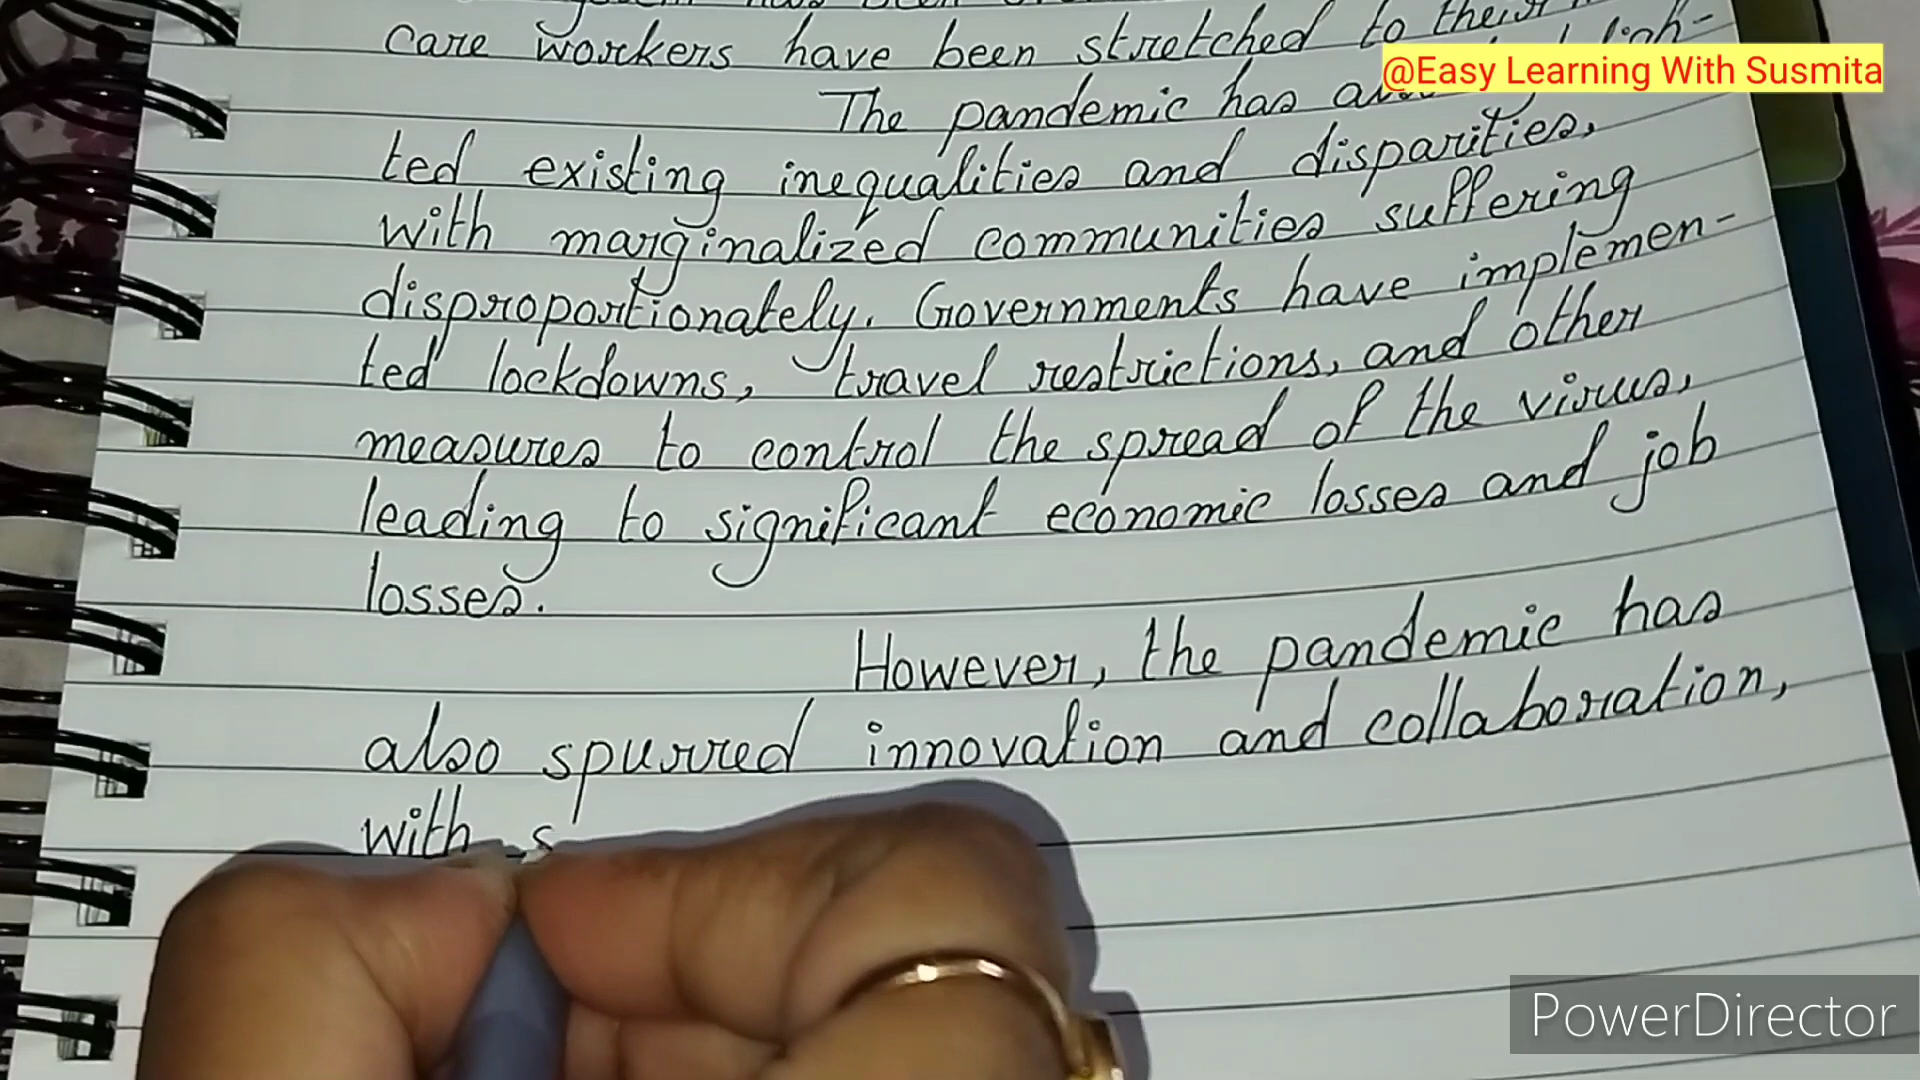 care workers have been stretched to their
@Easy Learning With Susmita
The pandemic has
ted existing inequalities and disparities,
with marginalized communities suffering
disproportionately. Governments have implemen-
ted lockdowns, travel restrictions, and other
measures to control the spread of the virus,
leading to significant economic losses and job
losses.
However, the pandemic has
also spurred innovation and collaboration,
with s
PowerDirector